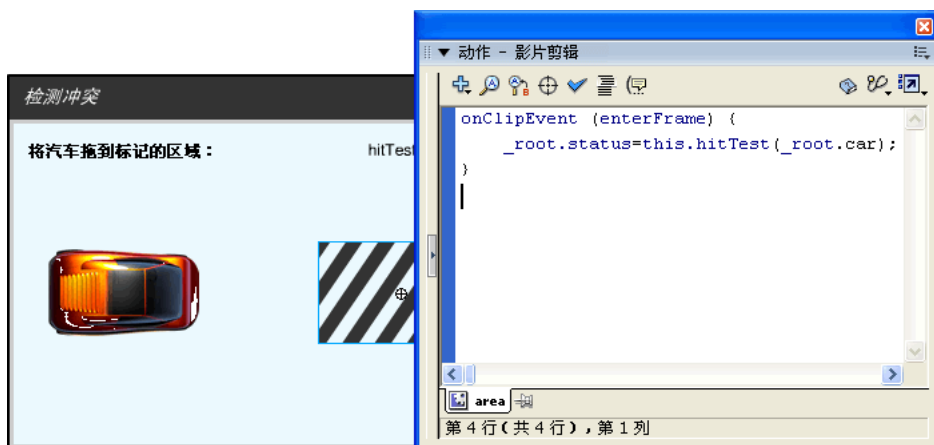 动作 - 影片剪辑
检测冲突
将汽车拖到标记的区域：
hitTest
onClipEvent (enterFrame) {
    _root.status=this.hitTest(_root.car);
}
area
第 4 行(共 4 行)，第 1 列